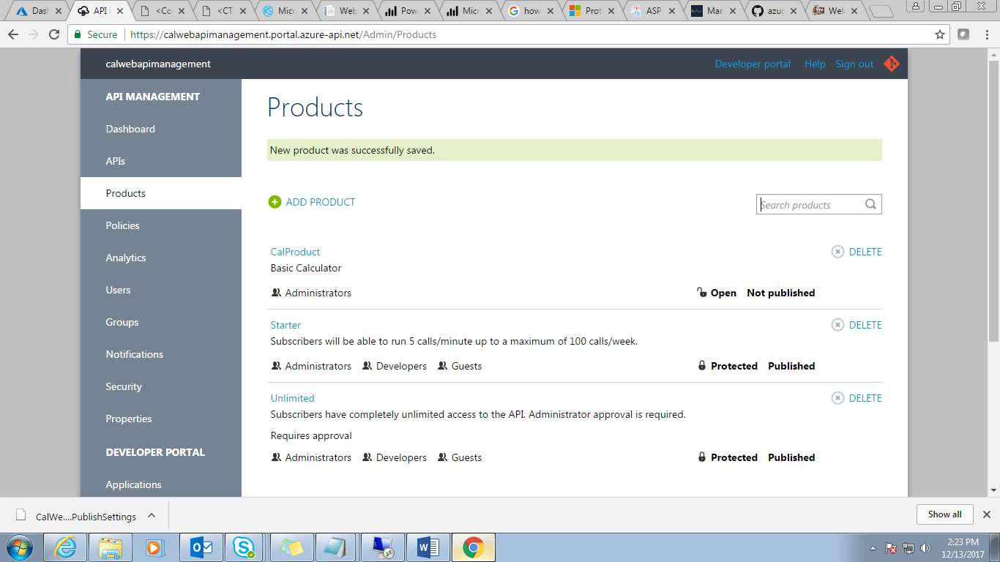 Dash
API
<Co
<CT
Micr
Web
Pow
Micr
how
Prot
ASP.
Man
azur
Wel
Secure
https://calwebapimanagement.portal.azure-api.net/Admin/Products
calwebapimanagement
Developer portal Help Sign out
API MANAGEMENT
Dashboard
APIs
Products
Policies
Analytics
Users
Groups
Notifications
Security
Properties
DEVELOPER PORTAL
Applications
Products
New product was successfully saved.
ADD PRODUCT
Search products
CalProduct DELETE
Basic Calculator
Administrators Open Not published
Starter DELETE
Subscribers will be able to run 5 calls/minute up to a maximum of 100 calls/week.
Administrators Developers Guests Protected Published
Unlimited DELETE
Subscribers have completely unlimited access to the API. Administrator approval is required.
Requires approval
Administrators Developers Guests Protected Published
CalWe....PublishSettings
Show all
2:23 PM
12/13/2017